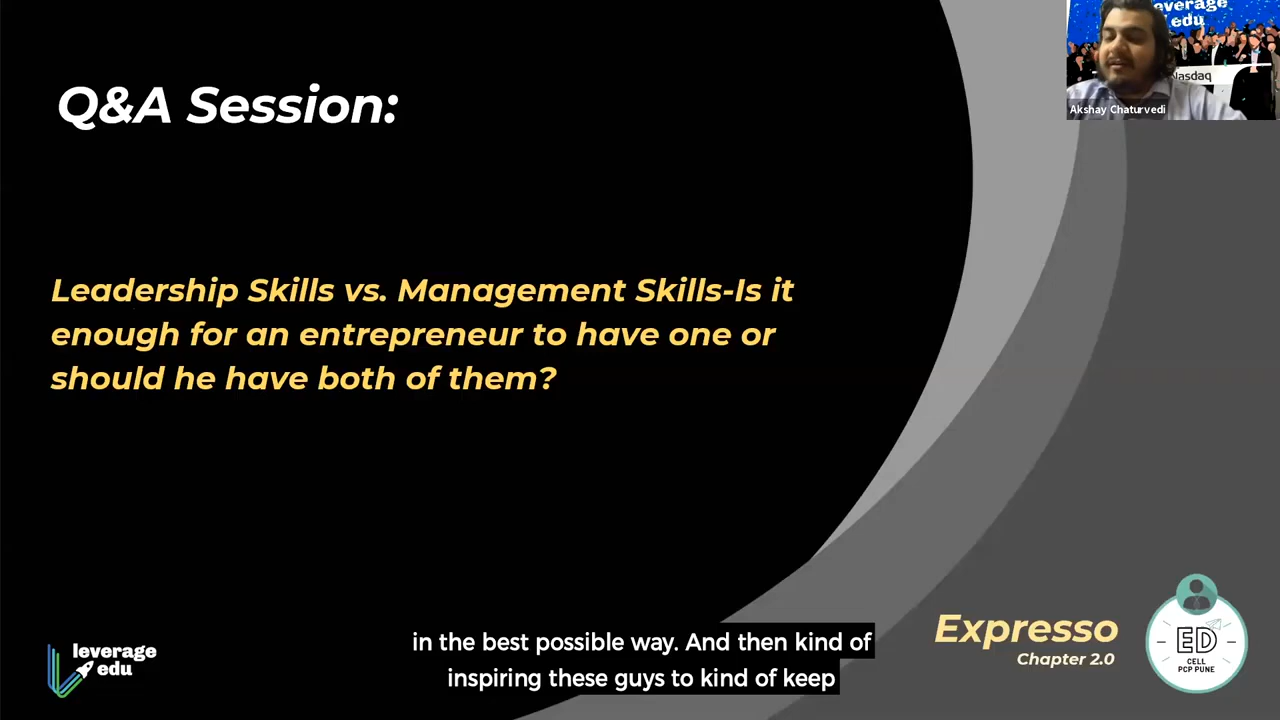 leverage
edu
Nasdaq
Akshay Chaturvedi
Q&A Session:
Leadership Skills vs. Management Skills-Is it
enough for an entrepreneur to have one or
should he have both of them?
in the best possible way. And then kind of
inspiring these guys to kind of keep
leverage
edu
Expresso
Chapter 2.0
ED
CELL
PCP PUNE